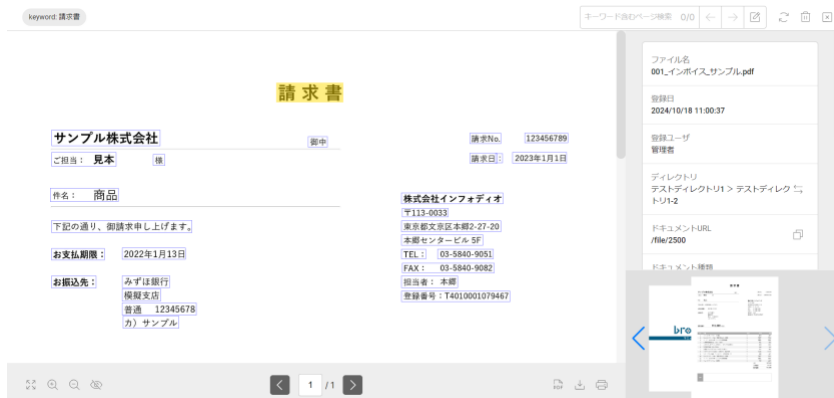 keyword: 請求書
キーワード含むページ検索 0/0
請求書
サンプル株式会社 御中
ご担当： 見本 様
件名： 商品
下記の通り、御請求申し上げます。
お支払期限： 2022年1月13日
お振込先： みずほ銀行
模擬支店
普通 12345678
カ）サンプル
請求No. 123456789
請求日： 2023年1月1日
株式会社インフォディオ
〒113-0033
東京都文京区本郷2-27-20
本郷センタービル 5F
TEL： 03-5840-9051
FAX： 03-5840-9082
担当者： 本郷
登録番号：T4010001079467
1 / 1
PDF
ファイル名
001_インボイス_サンプル.pdf
登録日
2024/10/18 11:00:37
登録ユーザ
管理者
ディレクトリ
テストディレクトリ1 > テストディレク
トリ1-2
ドキュメントURL
/file/2500
ドキュメント種類
bro
請求書